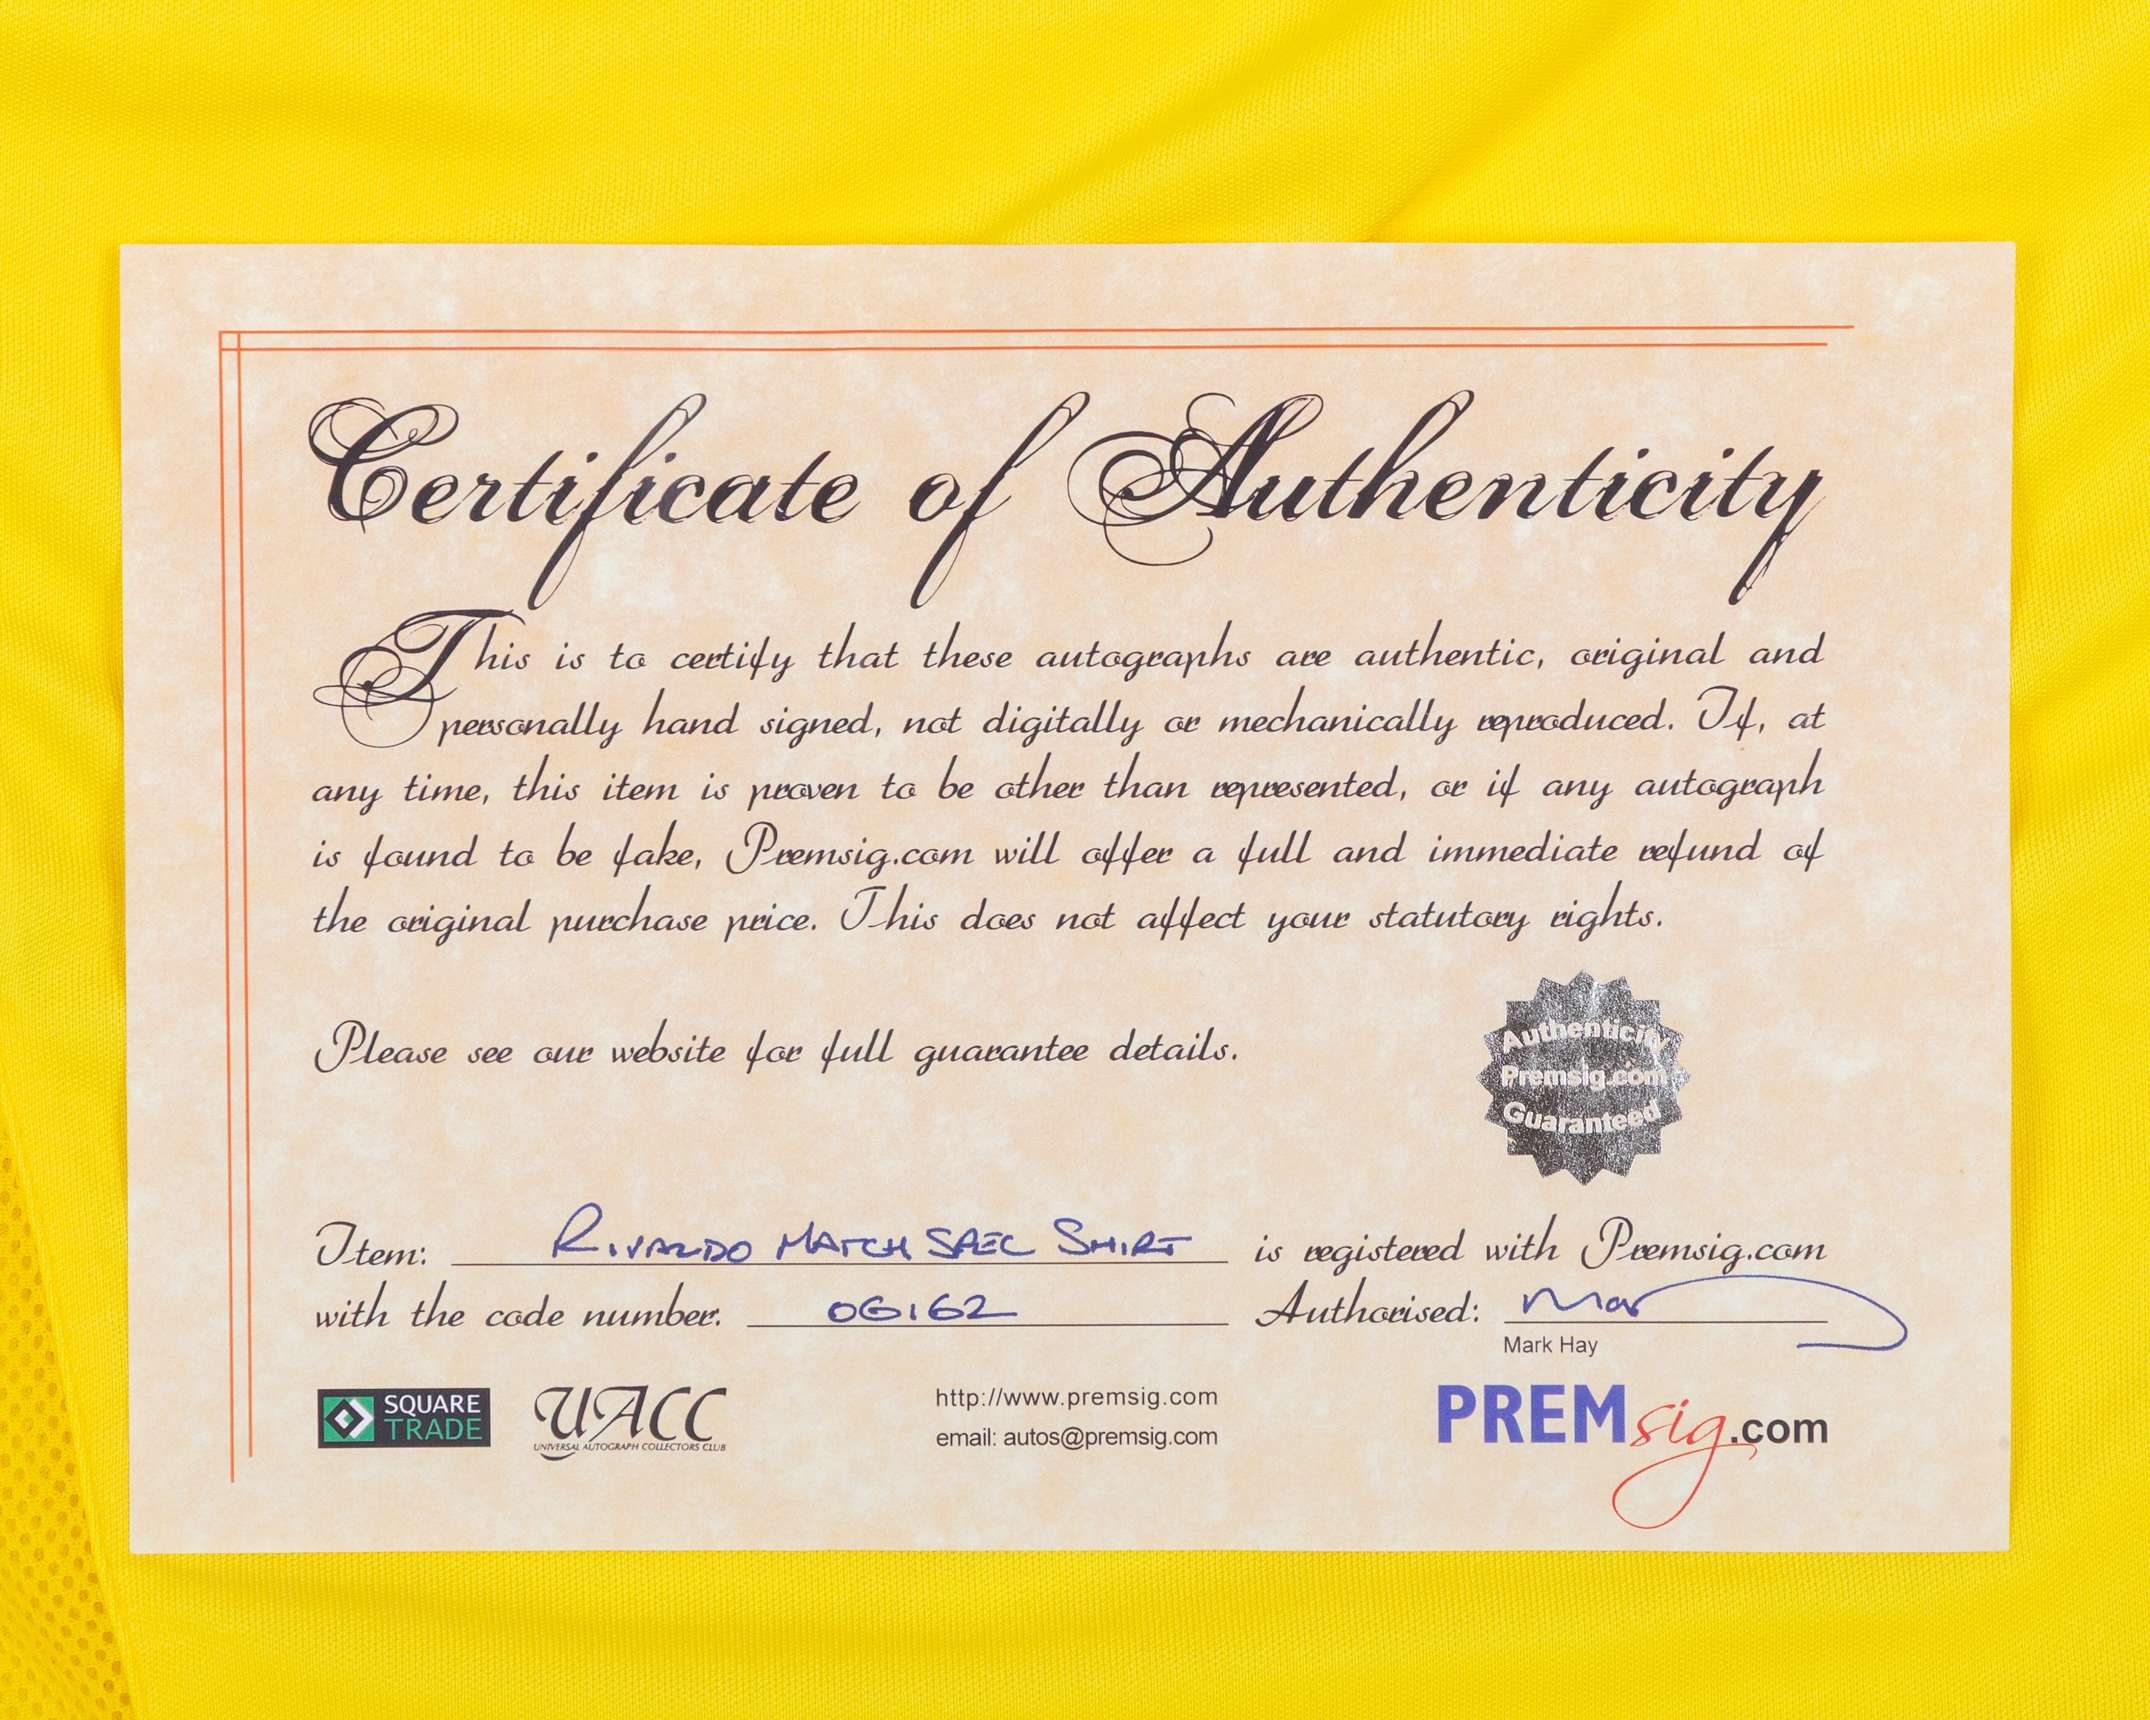 Certificate of Authenticity
This is to certify that these autographs are authentic, original and
personally hand signed, not digitally or mechanically reproduced. If, at
any time, this item is proven to be other than represented, or if any autograph
is found to be fake, Premsig.com will offer a full and immediate refund of
the original purchase price. This does not affect your statutory rights.
Please see our website for full guarantee details.
Authenticity
Premsig.com
Guaranteed
Item: RIVALDO MATCH SPEC SHIRT is registered with Premsig.com
with the code number. 0G162 Authorised: Mar
Mark Hay
SQUARE
TRADE
UACC
UNIVERSAL AUTOGRAPH COLLECTORS CLUB
http://www.premsig.com
email: autos@premsig.com
PREMsig.com